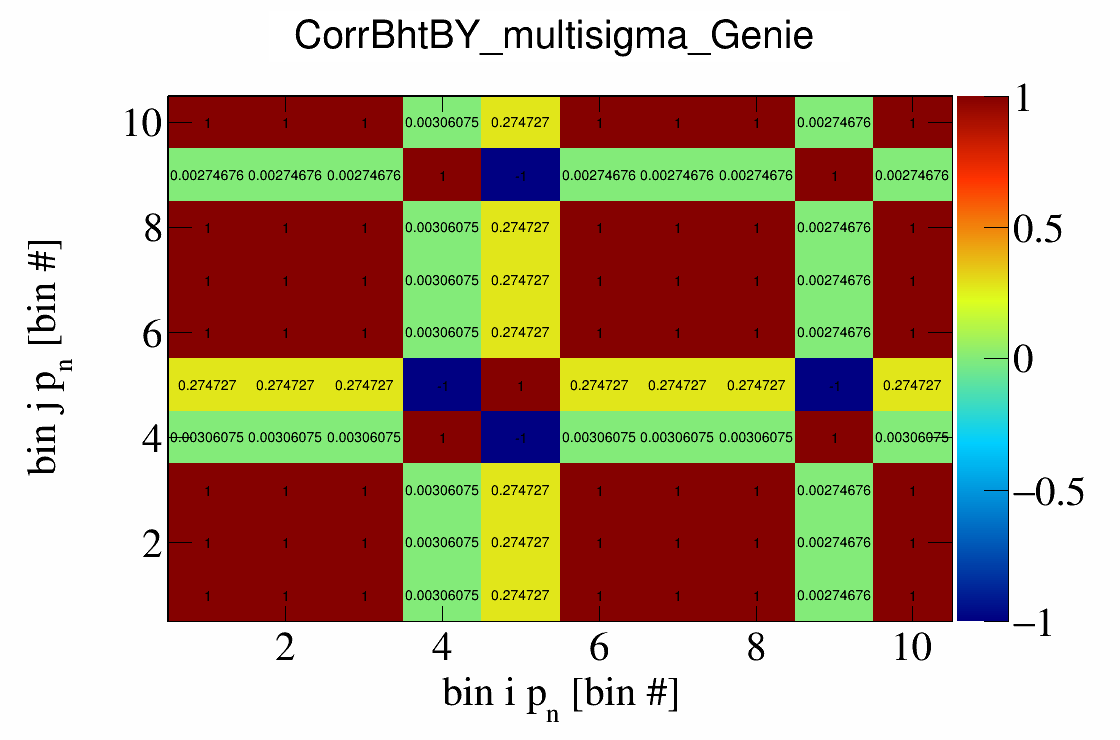 CorrBhtBY_multisigma_Genie
10 1 1 1 0.00306075 0.274727 1 1 1 0.00274676 1 1
0.00274676 0.00274676 0.00274676 1 -1 0.00274676 0.00274676 0.00274676 1 0.00274676
8 1 1 1 0.00306075 0.274727 1 1 1 0.00274676 1 0.5
1 1 1 0.00306075 0.274727 1 1 1 0.00274676 1
6 1 1 1 0.00306075 0.274727 1 1 1 0.00274676 1 0
0.274727 0.274727 0.274727 -1 1 0.274727 0.274727 0.274727 -1 0.274727
4 0.00306075 0.00306075 0.00306075 1 -1 0.00306075 0.00306075 0.00306075 1 0.00306075
1 1 1 0.00306075 0.274727 1 1 1 0.00274676 1 −0.5
2 1 1 1 0.00306075 0.274727 1 1 1 0.00274676 1
1 1 1 0.00306075 0.274727 1 1 1 0.00274676 1 −1
2 4 6 8 10
bin i pn [bin #]
bin j pn [bin #]